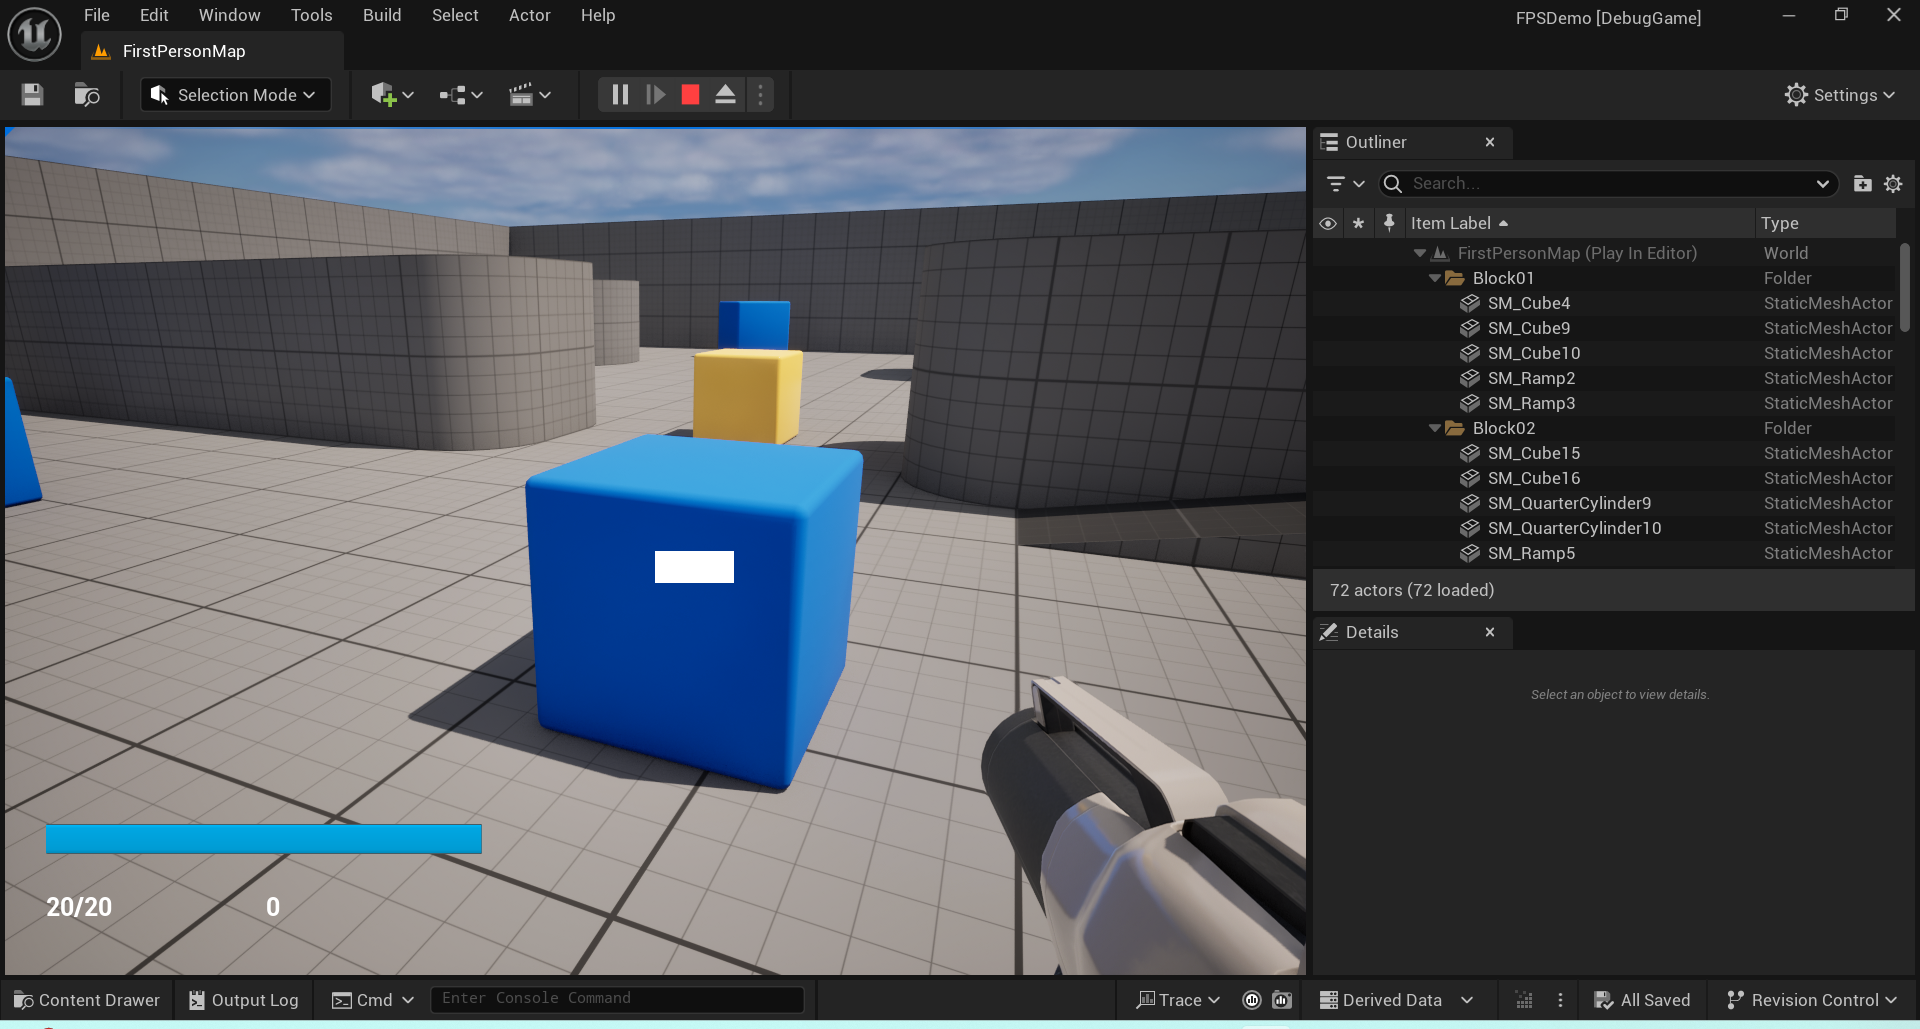 File Edit Window Tools Build Select Actor Help
FPSDemo [DebugGame]
FirstPersonMap
Selection Mode
Settings
Outliner
Search...
Item Label Type
FirstPersonMap (Play In Editor) World
Block01 Folder
SM_Cube4 StaticMeshActor
SM_Cube9 StaticMeshActor
SM_Cube10 StaticMeshActor
SM_Ramp2 StaticMeshActor
SM_Ramp3 StaticMeshActor
Block02 Folder
SM_Cube15 StaticMeshActor
SM_Cube16 StaticMeshActor
SM_QuarterCylinder9 StaticMeshActor
SM_QuarterCylinder10 StaticMeshActor
SM_Ramp5 StaticMeshActor
72 actors (72 loaded)
Details
Select an object to view details.
20/20 0
Content Drawer Output Log Cmd Enter Console Command Trace Derived Data All Saved Revision Control